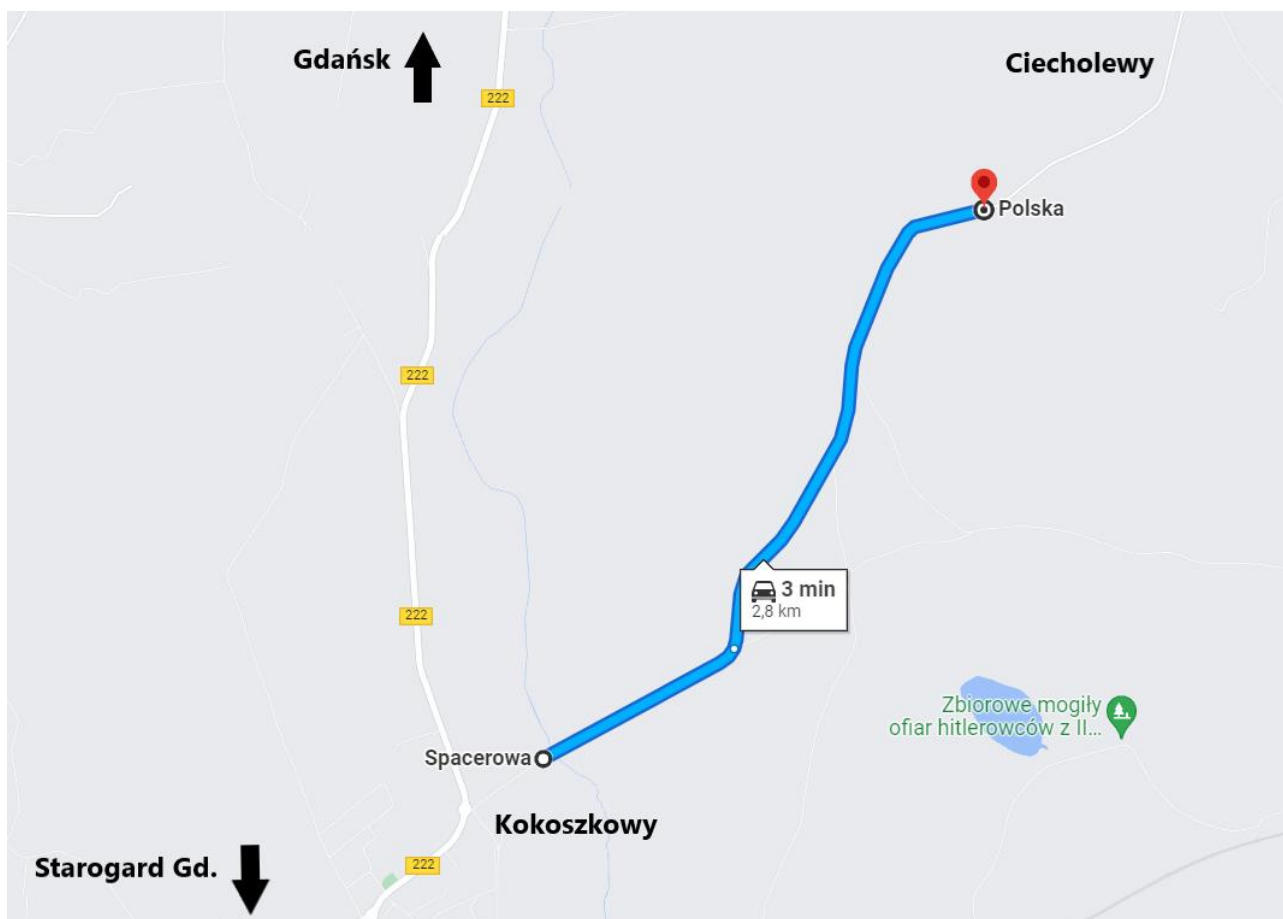 Gdańsk
Ciecholewy
222
Polska
222
3 min
2,8 km
222
Zbiorowe mogiły
ofiar hitlerowców z II...
Spacerowa
Kokoszkowy
222
Starogard Gd.